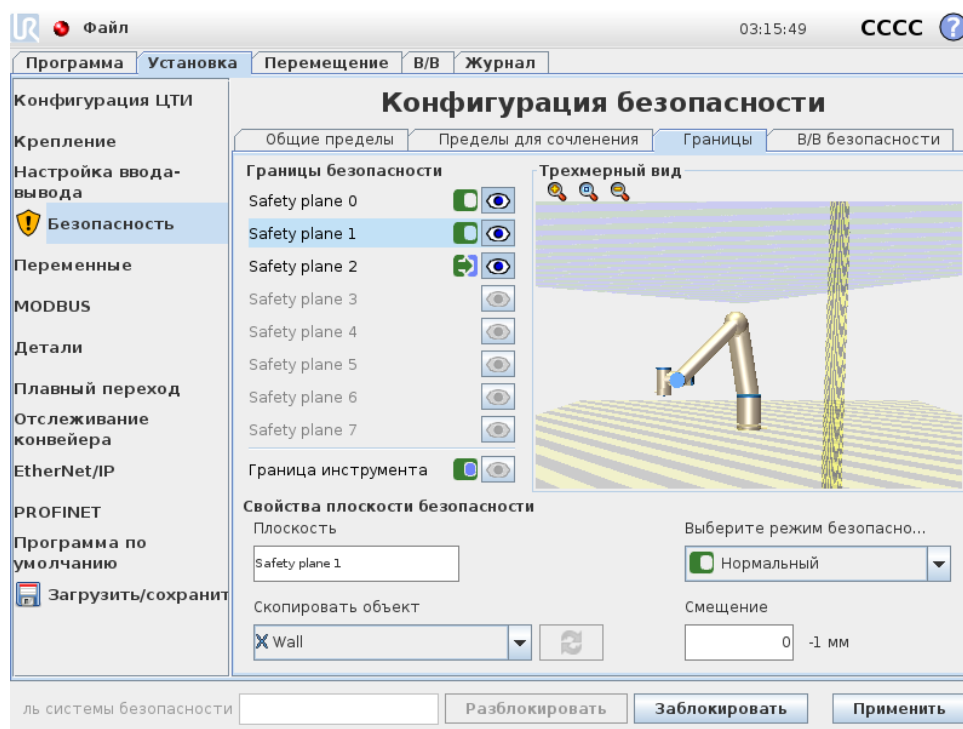 Файл
03:15:49
CCCC
?
Программа
Установка
Перемещение
В/В
Журнал
Конфигурация ЦТИ
Крепление
Настройка ввода-
вывода
Безопасность
Переменные
MODBUS
Детали
Плавный переход
Отслеживание
конвейера
EtherNet/IP
PROFINET
Программа по
умолчанию
Загрузить/сохранит
Конфигурация безопасности
Общие пределы
Пределы для сочленения
Границы
В/В безопасности
Границы безопасности
Safety plane 0
Safety plane 1
Safety plane 2
Safety plane 3
Safety plane 4
Safety plane 5
Safety plane 6
Safety plane 7
Граница инструмента
Трехмерный вид
Свойства плоскости безопасности
Плоскость
Safety plane 1
Выберите режим безопасно...
Нормальный
Скопировать объект
Wall
Смещение
0 -1 мм
ль системы безопасности
Разблокировать
Заблокировать
Применить